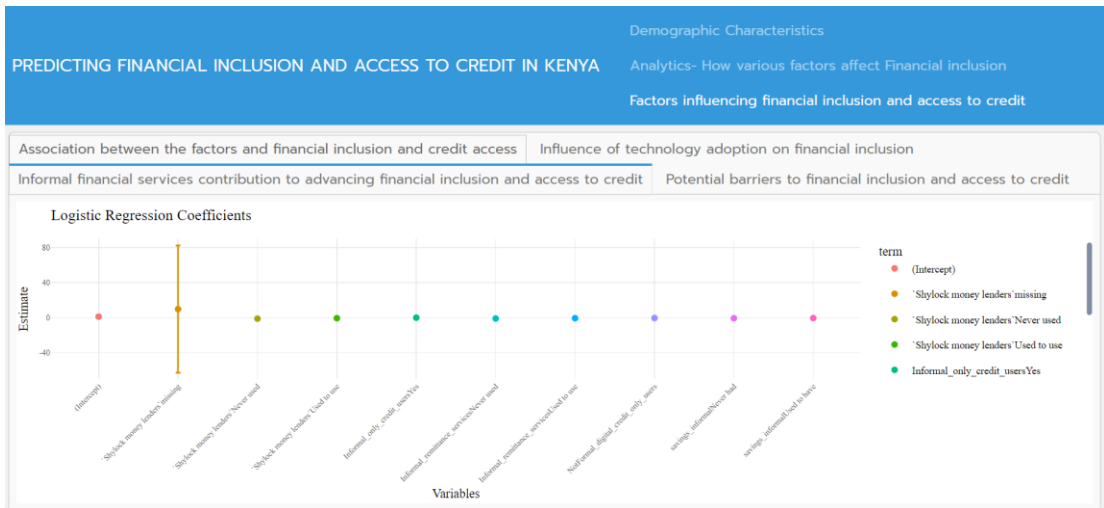 Demographic Characteristics
PREDICTING FINANCIAL INCLUSION AND ACCESS TO CREDIT IN KENYA
Analytics- How various factors affect Financial inclusion
Factors influencing financial inclusion and access to credit
Association between the factors and financial inclusion and credit access
Influence of technology adoption on financial inclusion
Informal financial services contribution to advancing financial inclusion and access to credit
Potential barriers to financial inclusion and access to credit
Logistic Regression Coefficients
80
40
0
-40
Estimate
(Intercept)
`Shylock money lenders`missing
`Shylock money lenders`Never used
`Shylock money lenders`Used to use
Informal_only_credit_usersYes
Informal_remittance_servicesNever used
Informal_remittance_servicesUsed to use
NotFormal_digital_credit_only_users
savings_informalNever had
savings_informalUsed to have
Variables
term
(Intercept)
`Shylock money lenders`missing
`Shylock money lenders`Never used
`Shylock money lenders`Used to use
Informal_only_credit_usersYes